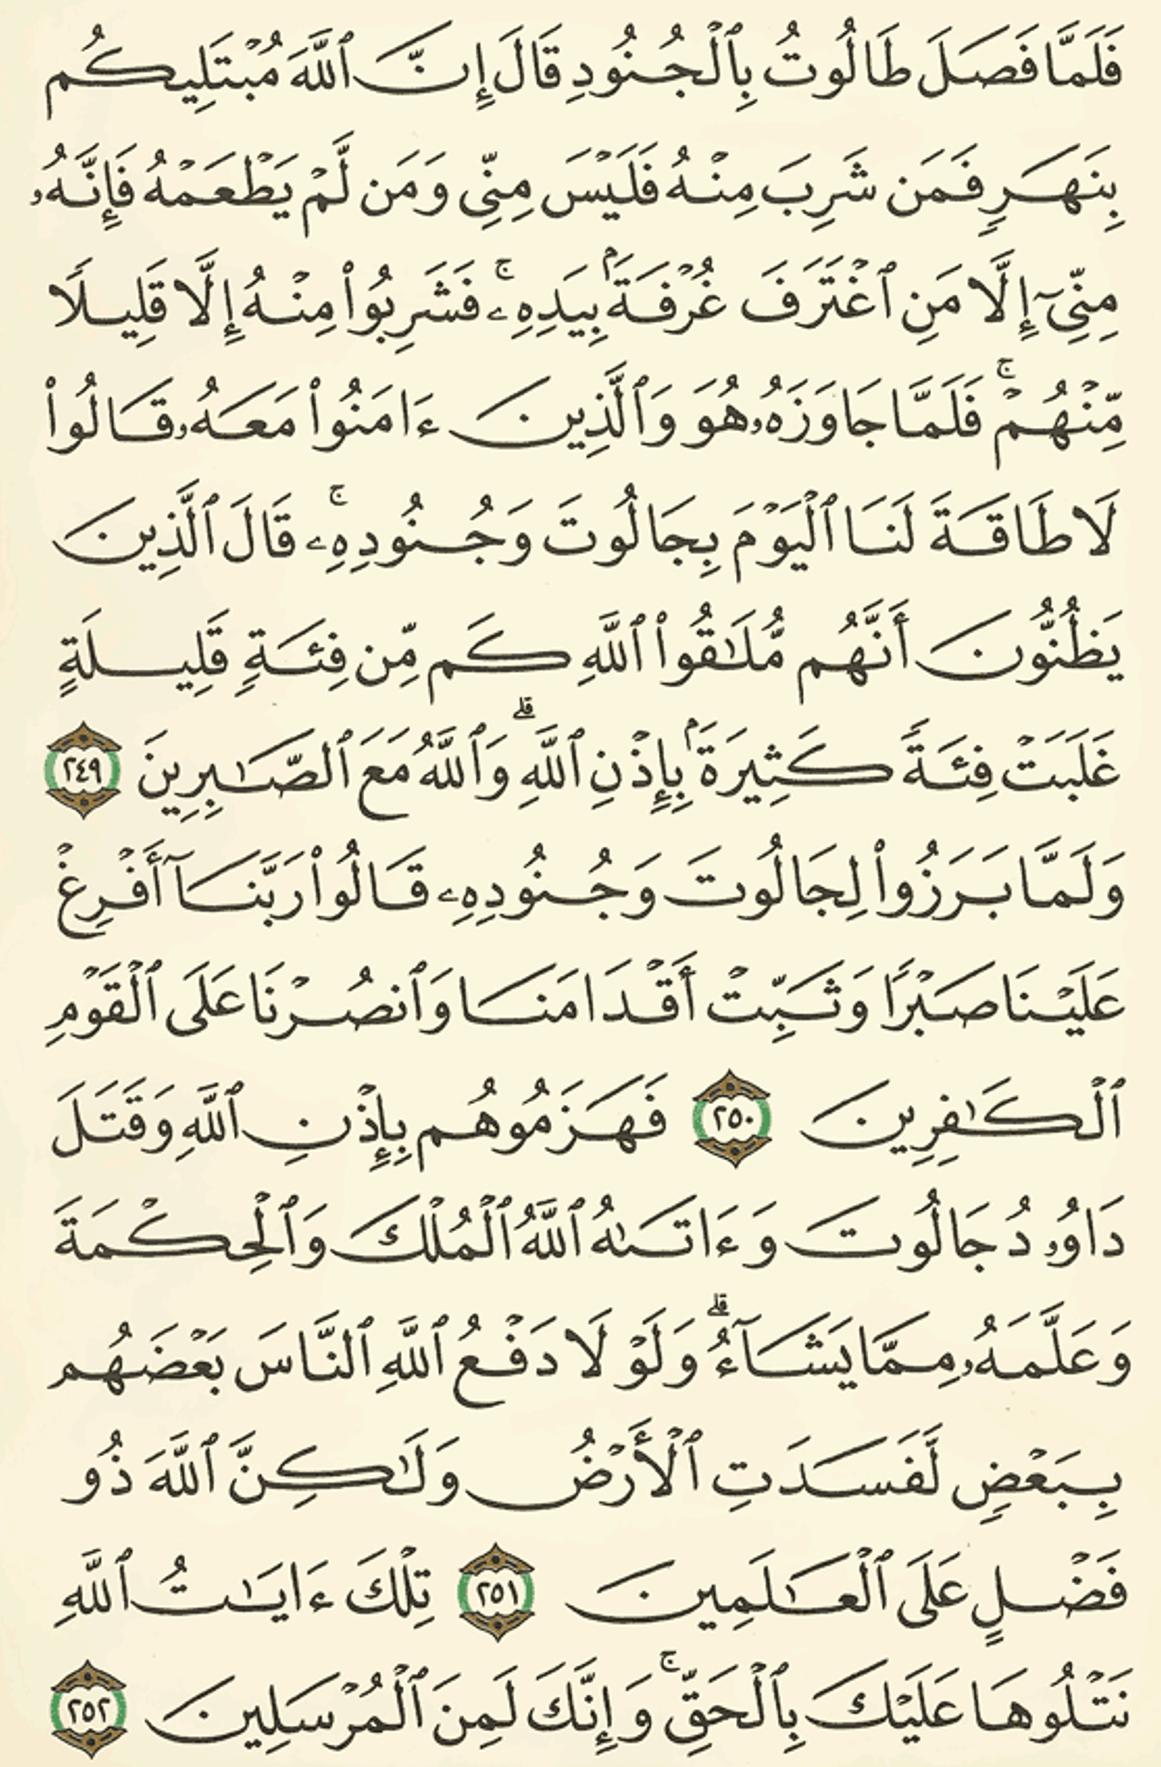 فَلَمَّا فَصَلَ طَالُوتُ بِٱلْجُنُودِ قَالَ إِنَّ ٱللَّهَ مُبْتَلِيكُم
بِنَهَرٍ فَمَن شَرِبَ مِنْهُ فَلَيْسَ مِنِّى وَمَن لَّمْ يَطْعَمْهُ فَإِنَّهُۥ
مِنِّىٓ إِلَّا مَنِ ٱغْتَرَفَ غُرْفَةًۢ بِيَدِهِۦ ۚ فَشَرِبُوا۟ مِنْهُ إِلَّا قَلِيلًا
مِّنْهُمْ ۚ فَلَمَّا جَاوَزَهُۥ هُوَ وَٱلَّذِينَ ءَامَنُوا۟ مَعَهُۥ قَالُوا۟
لَا طَاقَةَ لَنَا ٱلْيَوْمَ بِجَالُوتَ وَجُنُودِهِۦ ۚ قَالَ ٱلَّذِينَ
يَظُنُّونَ أَنَّهُم مُّلَٰقُوا۟ ٱللَّهِ كَم مِّن فِئَةٍ قَلِيلَةٍ
غَلَبَتْ فِئَةً كَثِيرَةًۢ بِإِذْنِ ٱللَّهِ ۗ وَٱللَّهُ مَعَ ٱلصَّٰبِرِينَ ٢٤٩
وَلَمَّا بَرَزُوا۟ لِجَالُوتَ وَجُنُودِهِۦ قَالُوا۟ رَبَّنَآ أَفْرِغْ
عَلَيْنَا صَبْرًا وَثَبِّتْ أَقْدَامَنَا وَٱنصُرْنَا عَلَى ٱلْقَوْمِ
ٱلْكَٰفِرِينَ ٢٥٠ فَهَزَمُوهُم بِإِذْنِ ٱللَّهِ وَقَتَلَ
دَاوُۥدُ جَالُوتَ وَءَاتَىٰهُ ٱللَّهُ ٱلْمُلْكَ وَٱلْحِكْمَةَ
وَعَلَّمَهُۥ مِمَّا يَشَآءُ ۗ وَلَوْلَا دَفْعُ ٱللَّهِ ٱلنَّاسَ بَعْضَهُم
بِبَعْضٍ لَّفَسَدَتِ ٱلْأَرْضُ وَلَٰكِنَّ ٱللَّهَ ذُو
فَضْلٍ عَلَى ٱلْعَٰلَمِينَ ٢٥١ تِلْكَ ءَايَٰتُ ٱللَّهِ
نَتْلُوهَا عَلَيْكَ بِٱلْحَقِّ ۚ وَإِنَّكَ لَمِنَ ٱلْمُرْسَلِينَ ٢٥٢